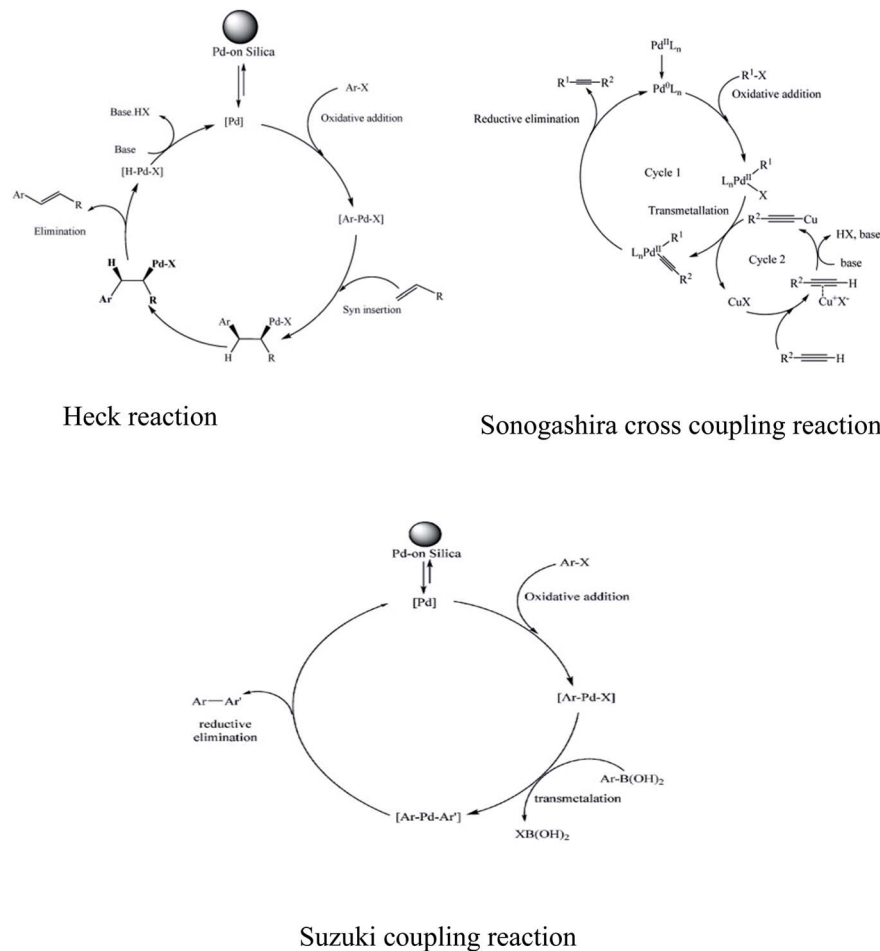 Pd-on Silica
[Pd]
Ar-X
Oxidative addition
[Ar-Pd-X]
R
Syn insertion
Ar
Pd-X
H
R
H
Pd-X
Ar
R
Elimination
Ar
R
[H-Pd-X]
Base
Base.HX
Heck reaction
PdᴵᴵLₙ
Pd⁰Lₙ
R¹-X
Oxidative addition
R¹
LₙPdᴵᴵ
X
Cycle 1
Transmetallation
R²
Cu
HX, base
base
Cycle 2
R²
H
Cu⁺X⁻
CuX
R²
H
R¹
LₙPdᴵᴵ
R²
Reductive elimination
R¹
R²
Sonogashira cross coupling reaction
Pd-on Silica
[Pd]
Ar-X
Oxidative addition
[Ar-Pd-X]
Ar-B(OH)₂
transmetalation
XB(OH)₂
[Ar-Pd-Ar']
Ar—Ar'
reductive
elimination
Suzuki coupling reaction